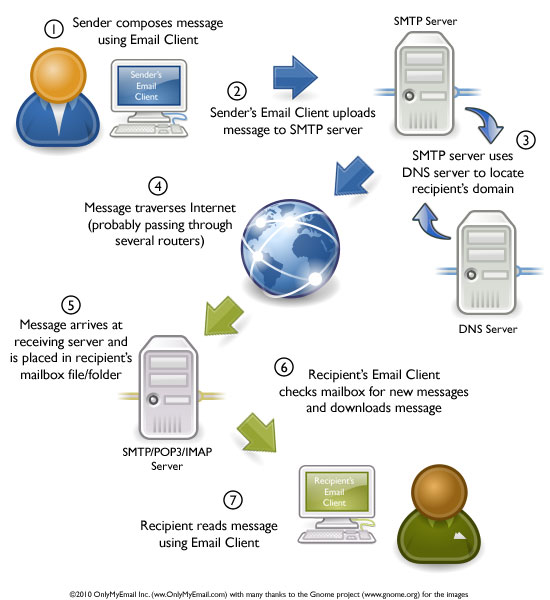 1
Sender composes message
using Email Client
Sender's
Email
Client
SMTP Server
2
Sender's Email Client uploads
message to SMTP server
3
SMTP server uses
DNS server to locate
recipient's domain
4
Message traverses Internet
(probably passing through
several routers)
DNS Server
5
Message arrives at
receiving server and
is placed in recipient's
mailbox file/folder
SMTP/POP3/IMAP
Server
6
Recipient's Email Client
checks mailbox for new messages
and downloads message
Recipient's
Email
Client
7
Recipient reads message
using Email Client
©2010 OnlyMyEmail Inc. (ww.OnlyMyEmail.com) with many thanks to the Gnome project (www.gnome.org) for the images